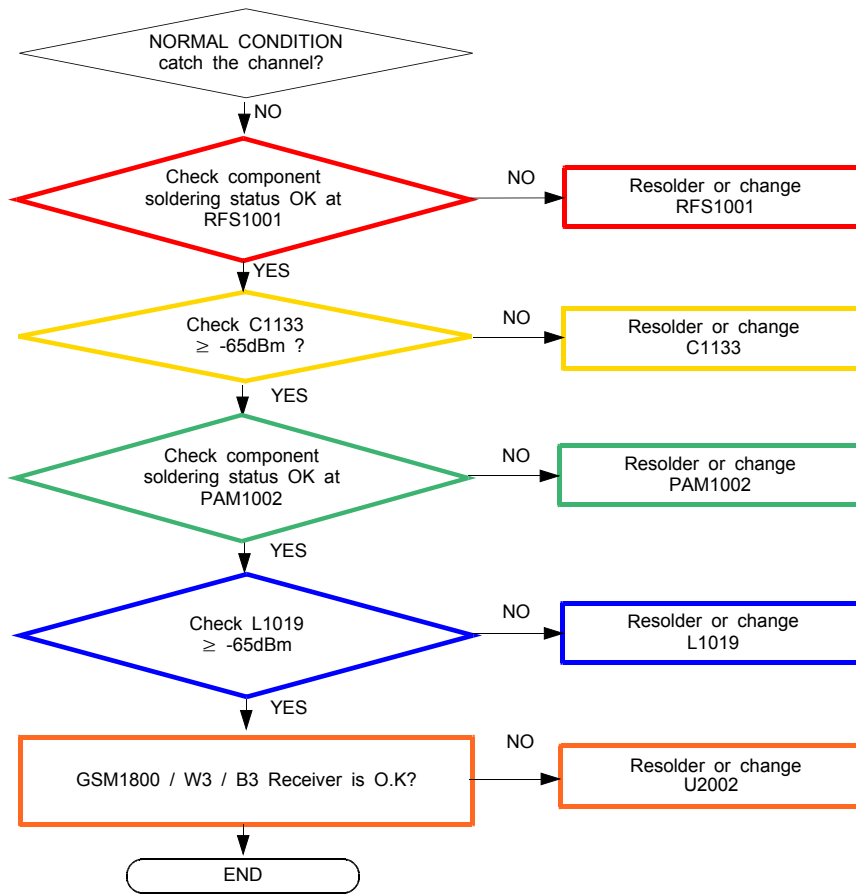 NORMAL CONDITION
catch the channel?
NO
Check component
soldering status OK at
RFS1001
NO
Resolder or change
RFS1001
YES
Check C1133
≥ -65dBm ?
NO
Resolder or change
C1133
YES
Check component
soldering status OK at
PAM1002
NO
Resolder or change
PAM1002
YES
Check L1019
≥ -65dBm
NO
Resolder or change
L1019
YES
GSM1800 / W3 / B3 Receiver is O.K?
NO
Resolder or change
U2002
END